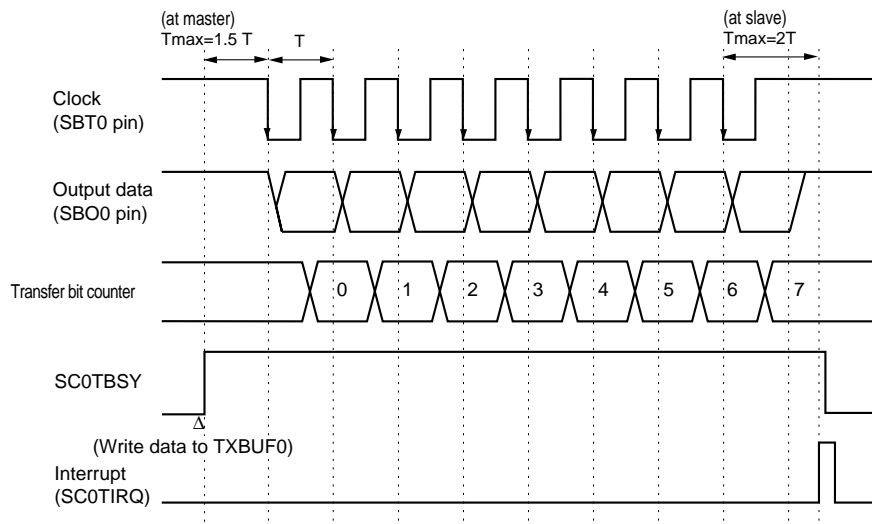 (at master)
Tmax=1.5 T
T
(at slave)
Tmax=2T
Clock
(SBT0 pin)
Output data
(SBO0 pin)
Transfer bit counter
0 1 2 3 4 5 6 7
SC0TBSY
Δ
(Write data to TXBUF0)
Interrupt
(SC0TIRQ)